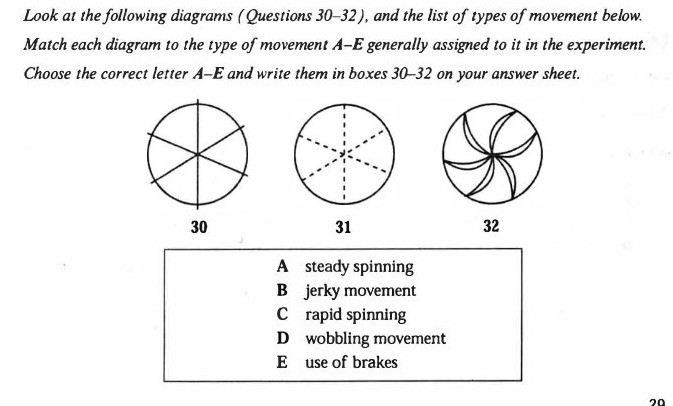 Look at the following diagrams (Questions 30–32), and the list of types of movement below.
Match each diagram to the type of movement A–E generally assigned to it in the experiment.
Choose the correct letter A–E and write them in boxes 30–32 on your answer sheet.
30 31 32
A steady spinning
B jerky movement
C rapid spinning
D wobbling movement
E use of brakes
29